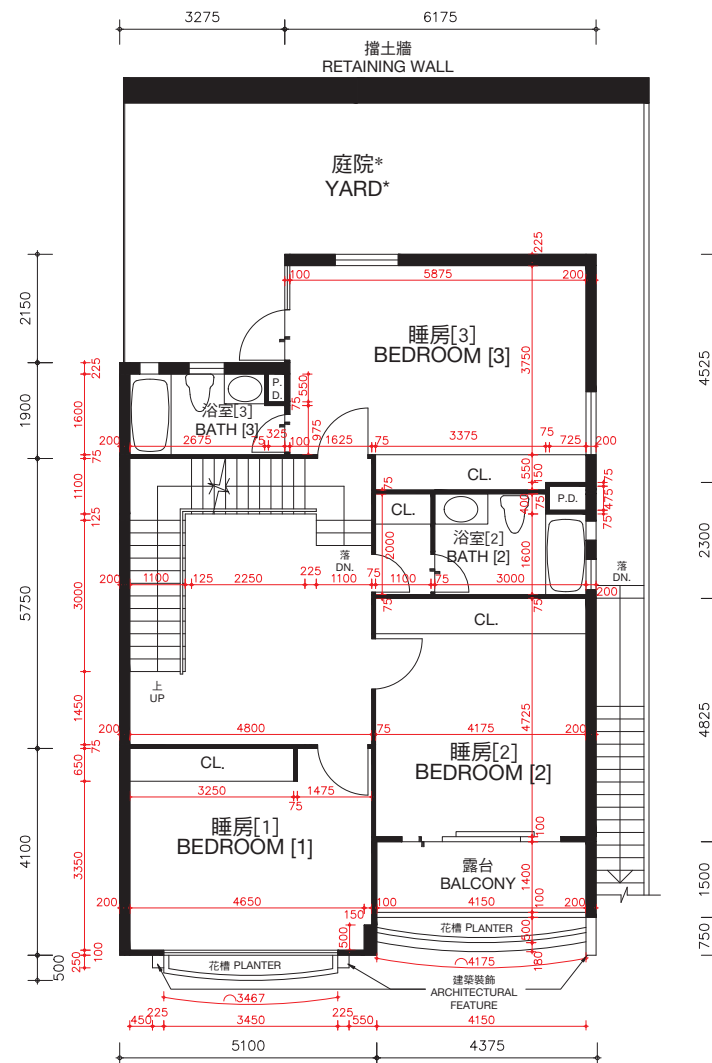 3275
6175
擋土牆
RETAINING WALL
庭院*
YARD*
225
100
5875
200
2150
睡房[3]
BEDROOM [3]
3750
4525
225
550
P.
D.
1900
1600
浴室[3]
BATH [3]
75
975
200
2675
75
325
100
1625
75
3375
75
725
200
75
CL.
550
150
75
1100
75
CL.
400
75
P.D.
475
75
125
浴室[2]
BATH [2]
2000
1600
2300
落
DN.
落
DN.
5750
3000
200
1100
125
2250
225
1100
75
1100
75
3000
200
75
75
CL.
上
UP
1450
4725
4825
200
4800
75
4175
200
75
650
CL.
睡房[2]
BEDROOM [2]
3250
1475
75
睡房[1]
BEDROOM [1]
100
4100
3350
露台
BALCONY
1400
1500
200
4650
150
100
4150
200
100
500
花槽 PLANTER
500
750
100
250
500
花槽 PLANTER
4175
180
建築裝飾
ARCHITECTURAL
FEATURE
3467
450
225
3450
225
550
4150
5100
4375